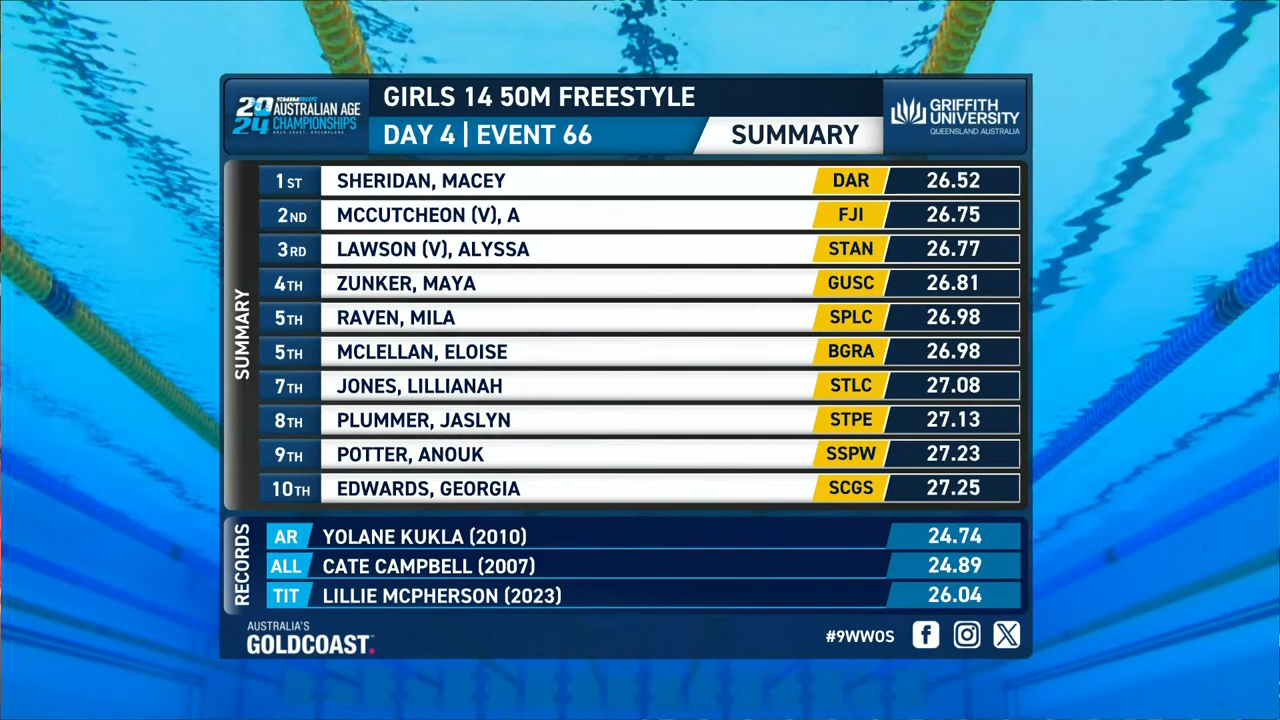 GIRLS 14 50M FREESTYLE
2024 SWIMAUS AUSTRALIAN AGE CHAMPIONSHIPS
GOLD COAST, QUEENSLAND
DAY 4 | EVENT 66 SUMMARY
GRIFFITH UNIVERSITY
QUEENSLAND AUSTRALIA
SUMMARY
1ST SHERIDAN, MACEY DAR 26.52
2ND MCCUTCHEON (V), A FJI 26.75
3RD LAWSON (V), ALYSSA STAN 26.77
4TH ZUNKER, MAYA GUSC 26.81
5TH RAVEN, MILA SPLC 26.98
5TH MCLELLAN, ELOISE BGRA 26.98
7TH JONES, LILLIANAH STLC 27.08
8TH PLUMMER, JASLYN STPE 27.13
9TH POTTER, ANOUK SSPW 27.23
10TH EDWARDS, GEORGIA SCGS 27.25
RECORDS
AR YOLANE KUKLA (2010) 24.74
ALL CATE CAMPBELL (2007) 24.89
TIT LILLIE MCPHERSON (2023) 26.04
AUSTRALIA'S
GOLDCOAST.
#9WWOS